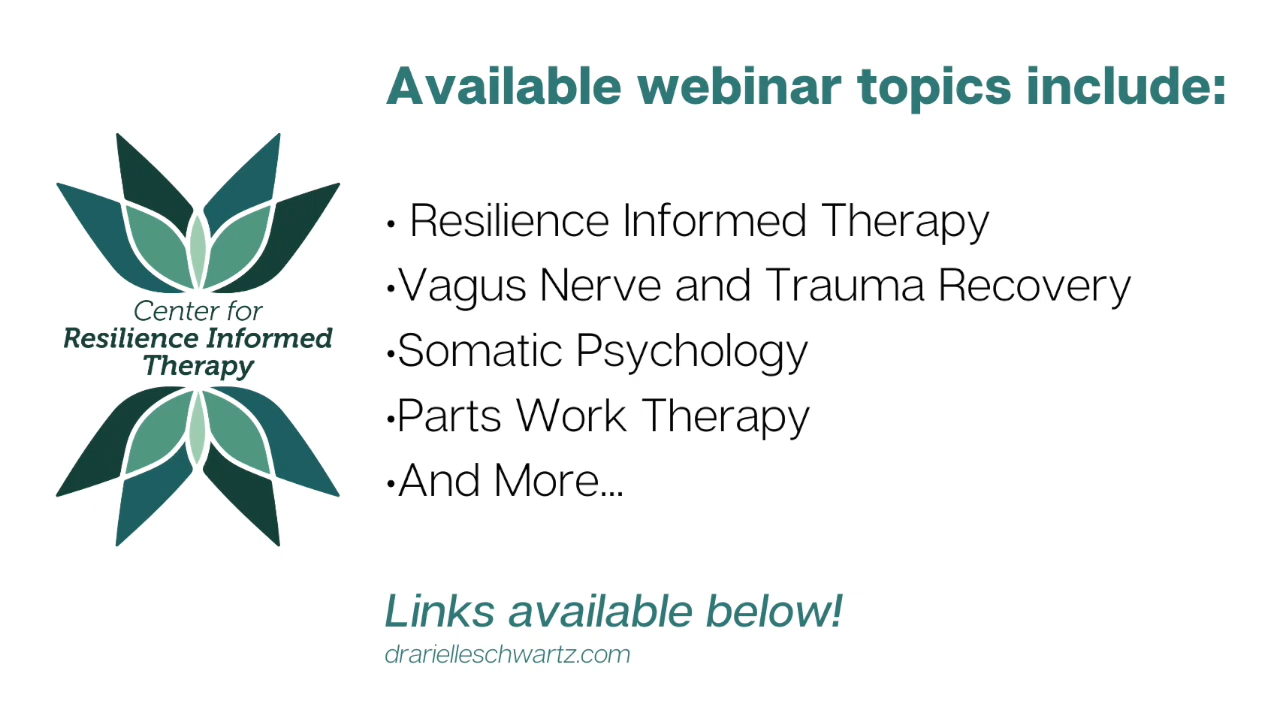 Available webinar topics include:
Center for
Resilience Informed
Therapy
• Resilience Informed Therapy
•Vagus Nerve and Trauma Recovery
•Somatic Psychology
•Parts Work Therapy
•And More...
Links available below!
drarielleschwartz.com